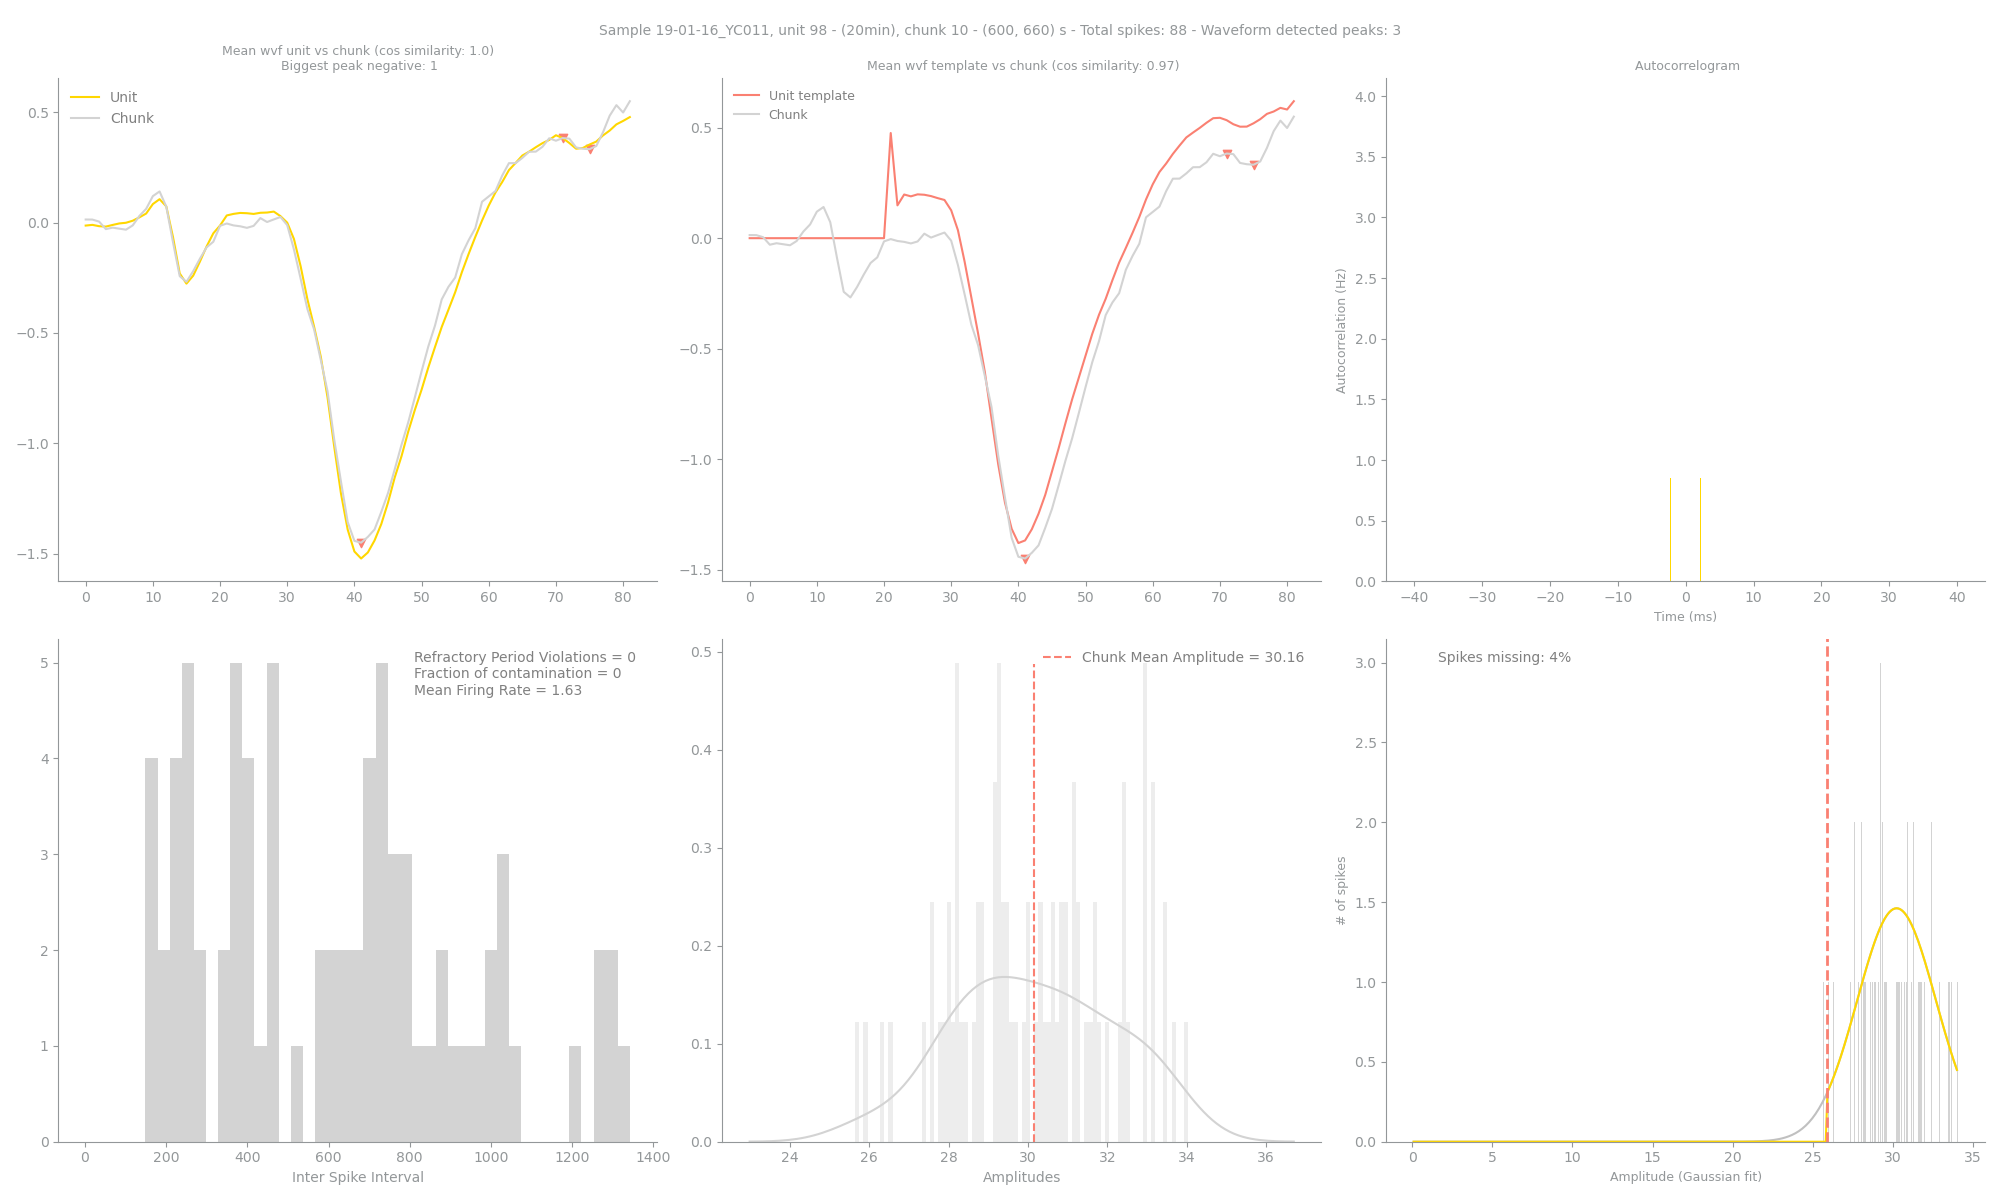 Sample 19-01-16_YC011, unit 98 - (20min), chunk 10 - (600, 660) s - Total spikes: 88 - Waveform detected peaks: 3
Mean wvf unit vs chunk (cos similarity: 1.0)
Biggest peak negative: 1
Unit
Chunk
0.5
0.0
−0.5
−1.0
−1.5
0 10 20 30 40 50 60 70 80
Mean wvf template vs chunk (cos similarity: 0.97)
Unit template
Chunk
0.5
0.0
−0.5
−1.0
−1.5
0 10 20 30 40 50 60 70 80
Autocorrelogram
Autocorrelation (Hz)
4.0
3.5
3.0
2.5
2.0
1.5
1.0
0.5
0.0
−40 −30 −20 −10 0 10 20 30 40
Time (ms)
Refractory Period Violations = 0
Fraction of contamination = 0
Mean Firing Rate = 1.63
5
4
3
2
1
0
0 200 400 600 800 1000 1200 1400
Inter Spike Interval
Chunk Mean Amplitude = 30.16
0.5
0.4
0.3
0.2
0.1
0.0
24 26 28 30 32 34 36
Amplitudes
Spikes missing: 4%
# of spikes
3.0
2.5
2.0
1.5
1.0
0.5
0.0
0 5 10 15 20 25 30 35
Amplitude (Gaussian fit)